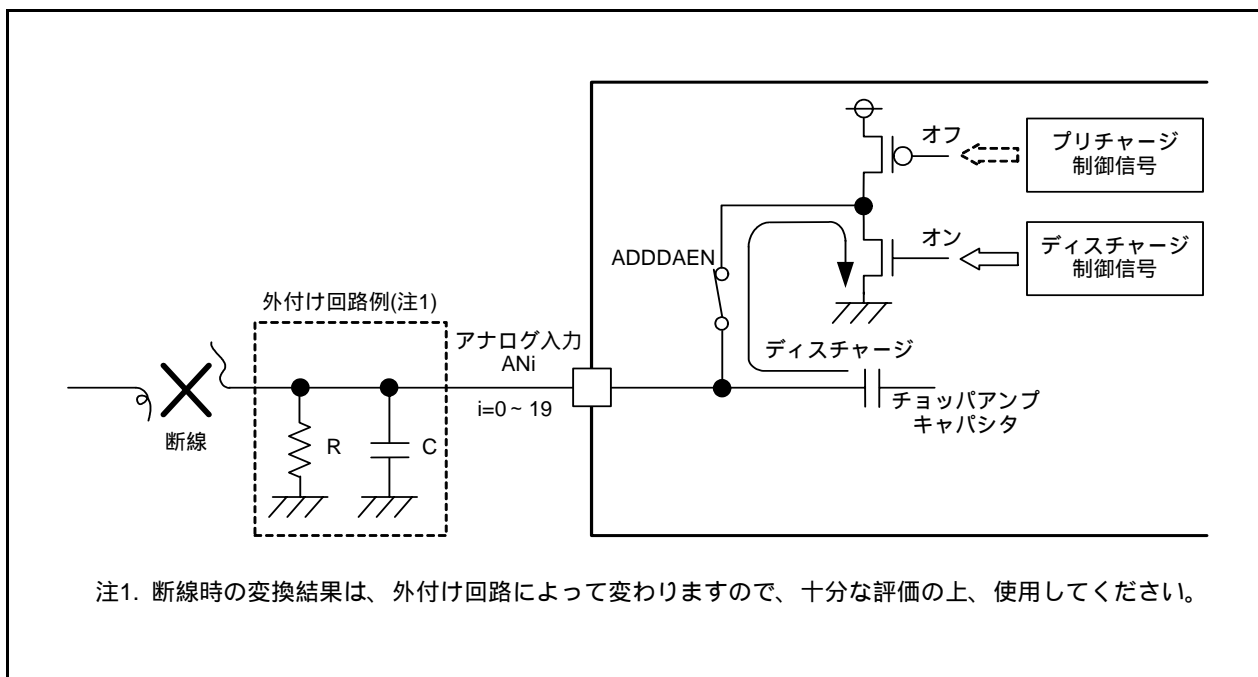 オフ
プリチャージ
制御信号
オン
ディスチャージ
制御信号
ADDDAEN
外付け回路例(注1)
アナログ入力
ANi
i=0 ~ 19
ディスチャージ
チョッパアンプ
キャパシタ
断線
R
C
注1. 断線時の変換結果は、外付け回路によって変わりますので、十分な評価の上、使用してください。